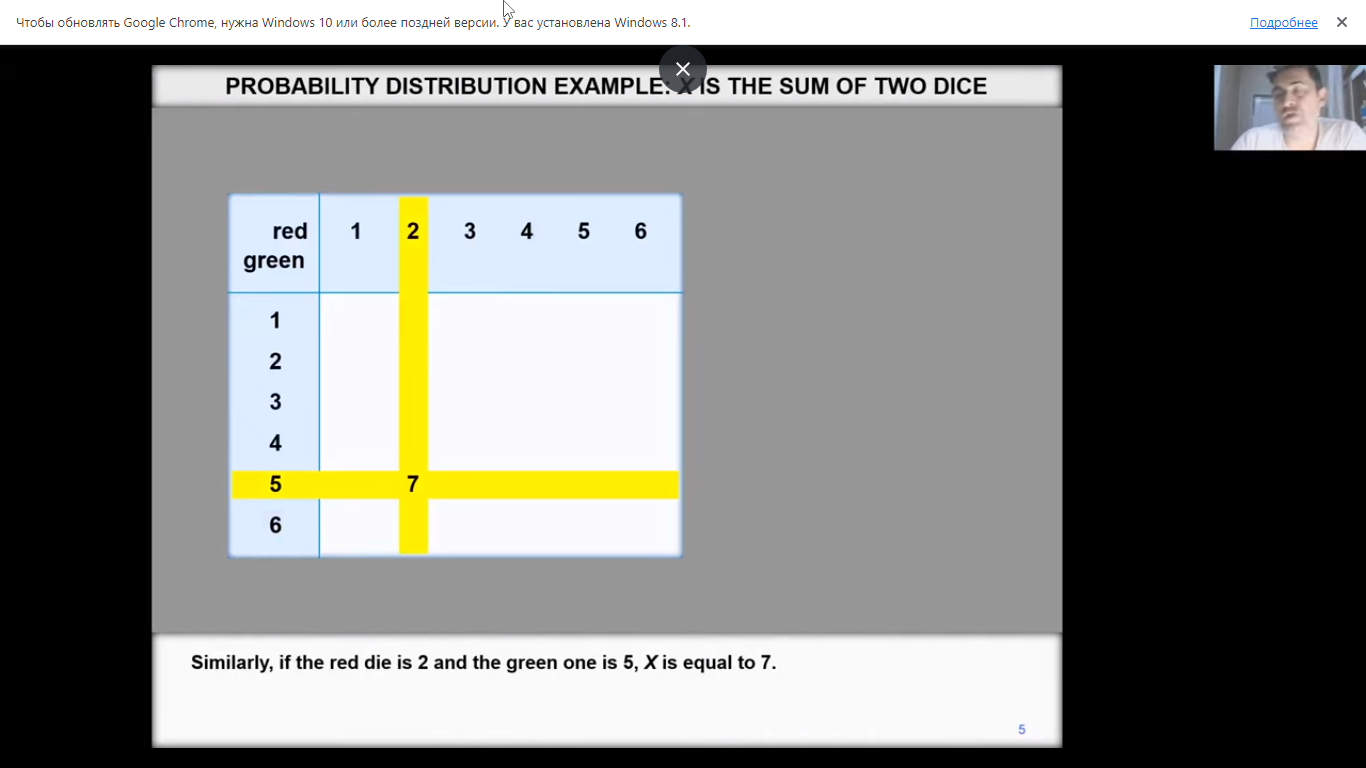 Чтобы обновлять Google Chrome, нужна Windows 10 или более поздней версии. У вас установлена Windows 8.1.
Подробнее
PROBABILITY DISTRIBUTION EXAMPLE: X IS THE SUM OF TWO DICE
red 1 2 3 4 5 6
green
1
2
3
4
5 7
6
Similarly, if the red die is 2 and the green one is 5, X is equal to 7.
5